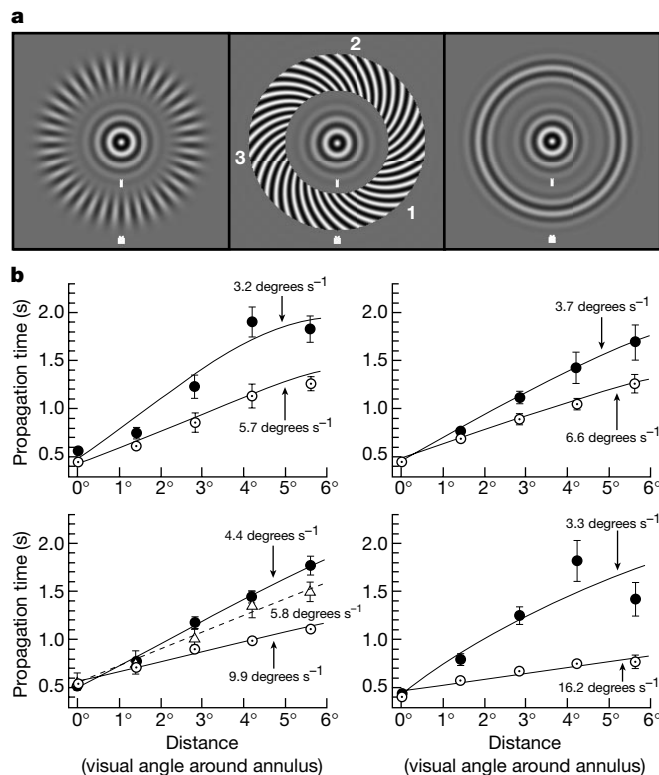 a
2
3
1
b
Propagation time (s)
2.0
1.5
1.0
0.5
3.2 degrees s⁻¹
5.7 degrees s⁻¹
0° 1° 2° 3° 4° 5° 6°
2.0
1.5
1.0
0.5
3.7 degrees s⁻¹
6.6 degrees s⁻¹
0° 1° 2° 3° 4° 5° 6°
Propagation time (s)
2.0
1.5
1.0
0.5
4.4 degrees s⁻¹
5.8 degrees s⁻¹
9.9 degrees s⁻¹
0° 1° 2° 3° 4° 5° 6°
Distance
(visual angle around annulus)
2.0
1.5
1.0
0.5
3.3 degrees s⁻¹
16.2 degrees s⁻¹
0° 1° 2° 3° 4° 5° 6°
Distance
(visual angle around annulus)